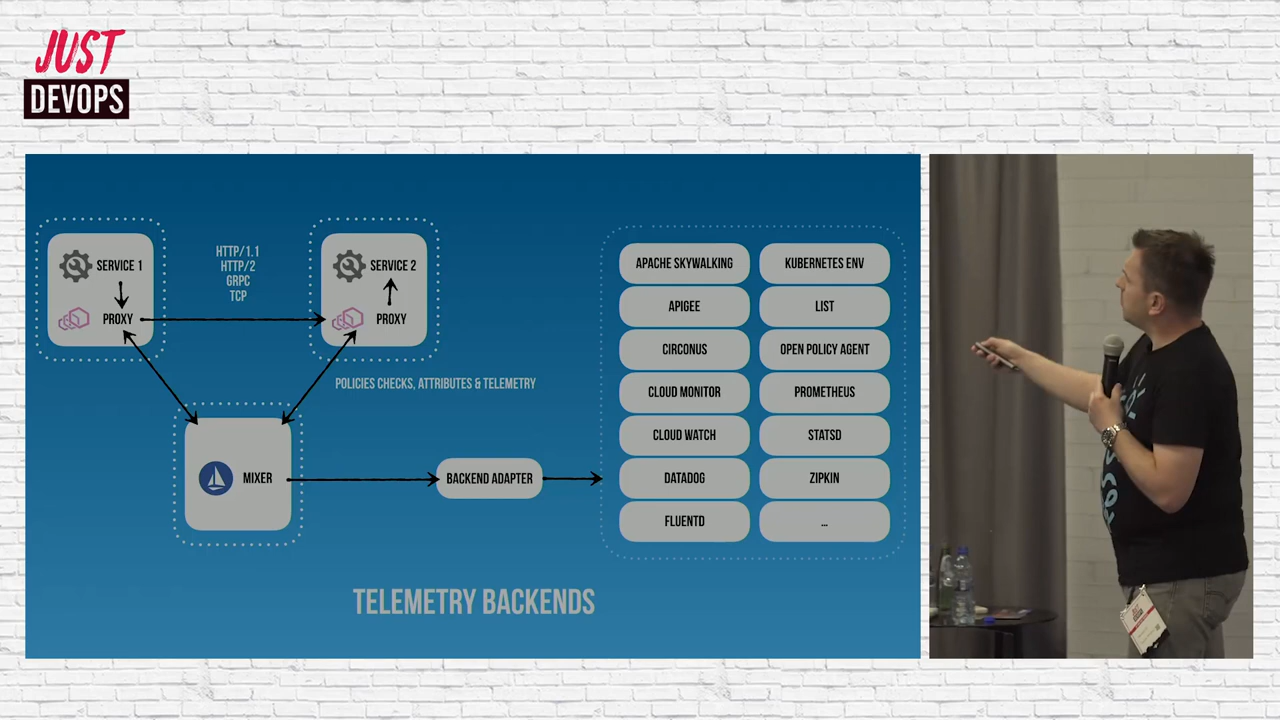 JUST
DEVOPS
SERVICE 1
PROXY
HTTP/1.1
HTTP/2
GRPC
TCP
SERVICE 2
PROXY
POLICIES CHECKS, ATTRIBUTES & TELEMETRY
MIXER
BACKEND ADAPTER
APACHE SKYWALKING
KUBERNETES ENV
APIGEE
LIST
CIRCONUS
OPEN POLICY AGENT
CLOUD MONITOR
PROMETHEUS
CLOUD WATCH
STATSD
DATADOG
ZIPKIN
FLUENTD
...
TELEMETRY BACKENDS